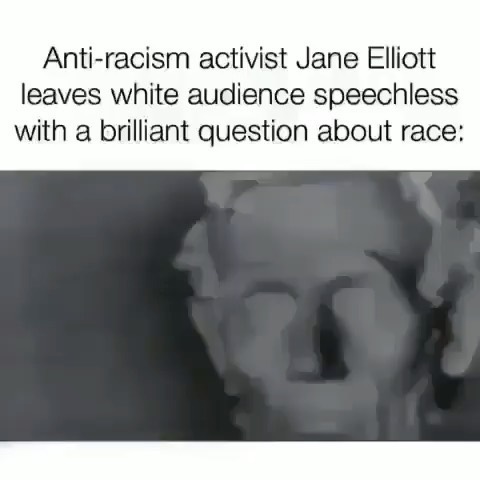 Anti-racism activist Jane Elliott
leaves white audience speechless
with a brilliant question about race: